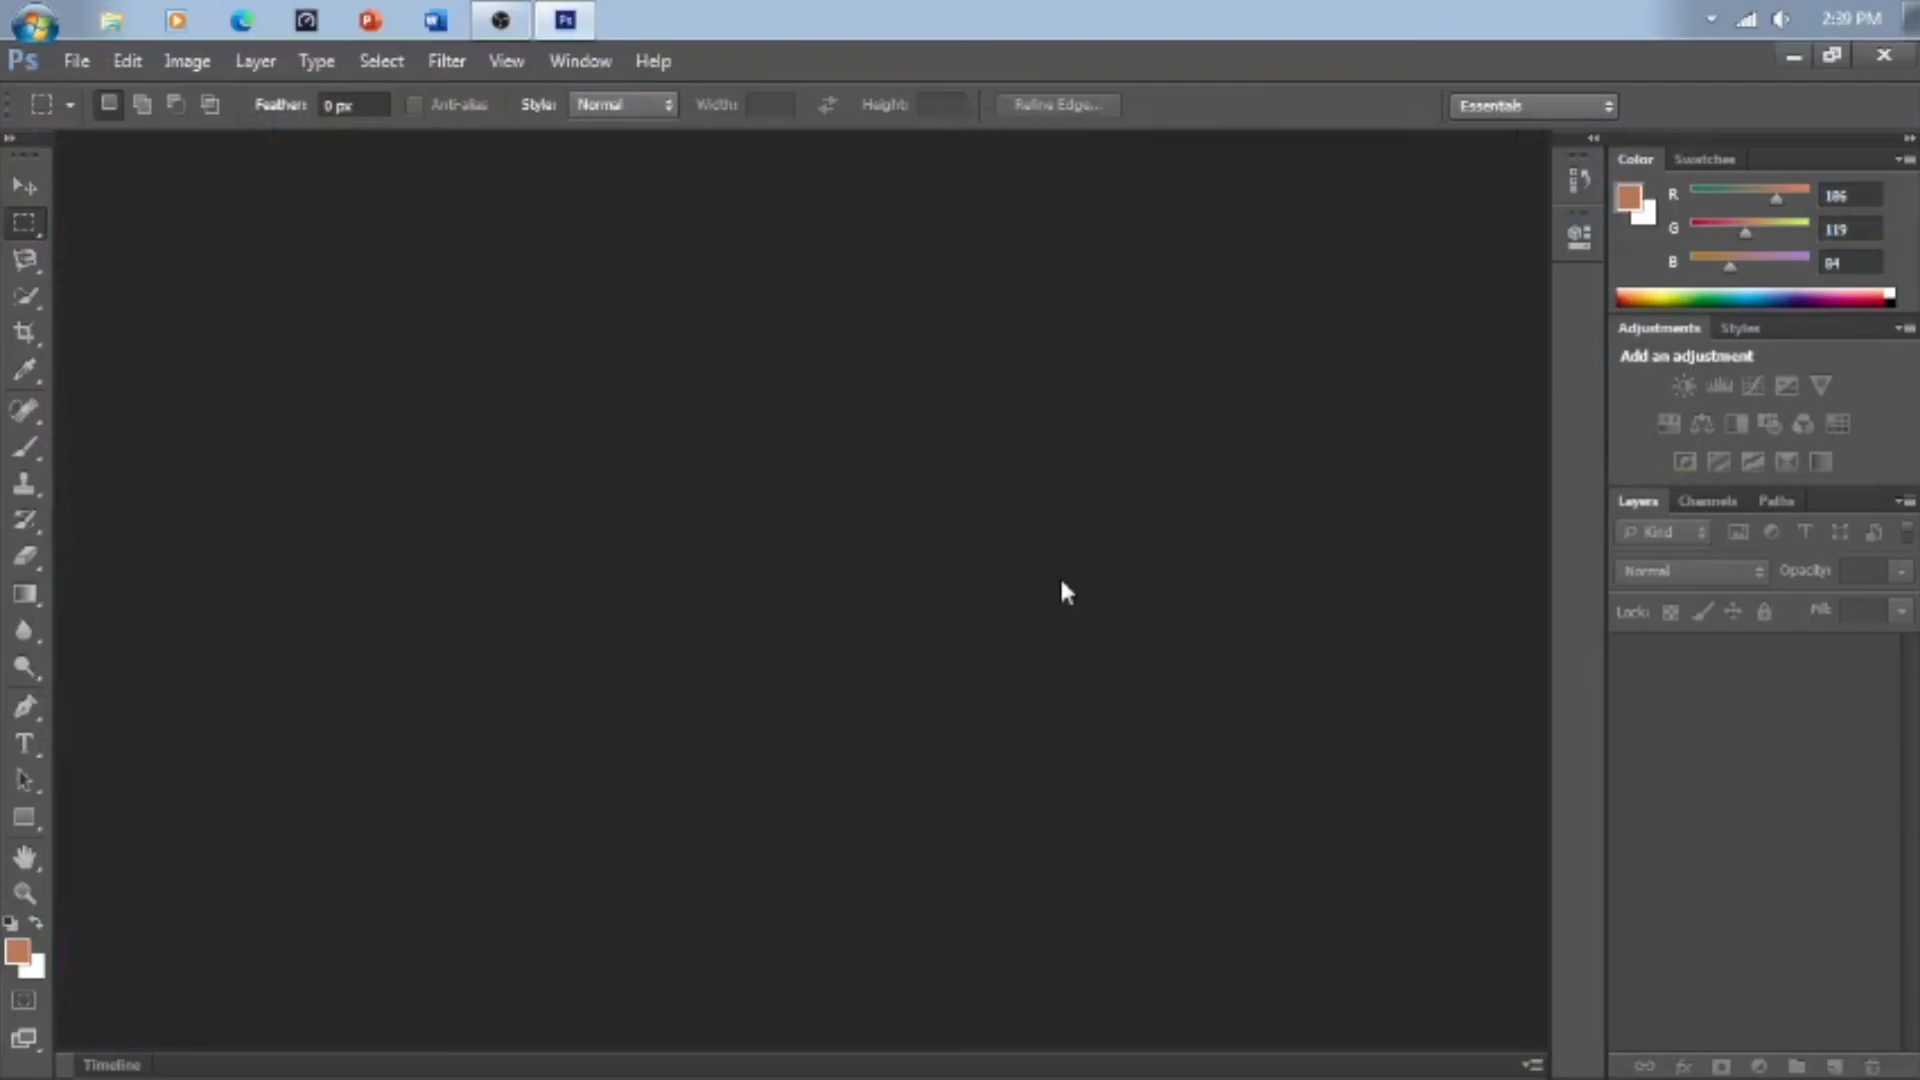 2:39 PM
Ps File Edit Image Layer Type Select Filter View Window Help
Feather: 0 px Anti-alias Style: Normal Width: Height: Refine Edge... Essentials
Color Swatches
R 186
G 119
B 84
Adjustments Styles
Add an adjustment
Layers Channels Paths
Kind
Normal Opacity:
Lock: Fill:
Timeline